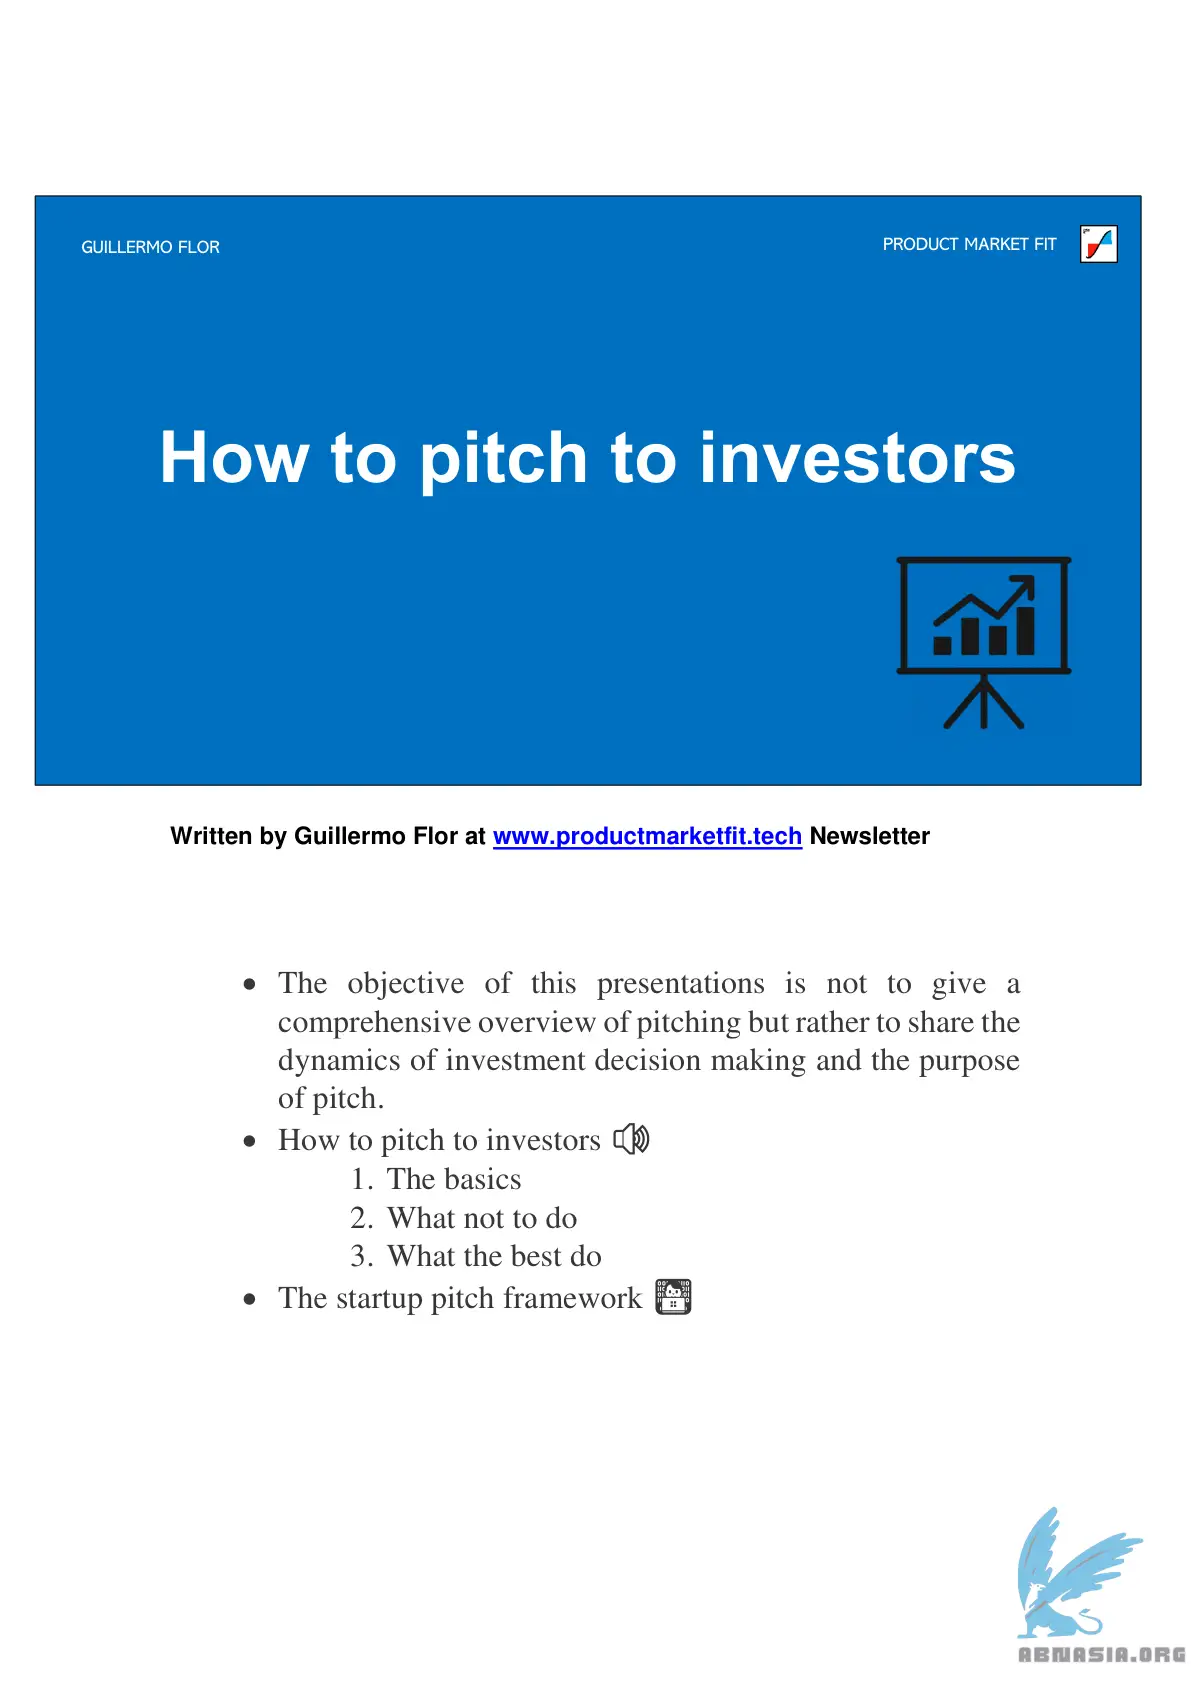 GUILLERMO FLOR
PRODUCT MARKET FIT
How to pitch to investors
Written by Guillermo Flor at www.productmarketfit.tech Newsletter
• The objective of this presentations is not to give a
comprehensive overview of pitching but rather to share the
dynamics of investment decision making and the purpose
of pitch.
• How to pitch to investors
1. The basics
2. What not to do
3. What the best do
• The startup pitch framework
ABNASIA.ORG